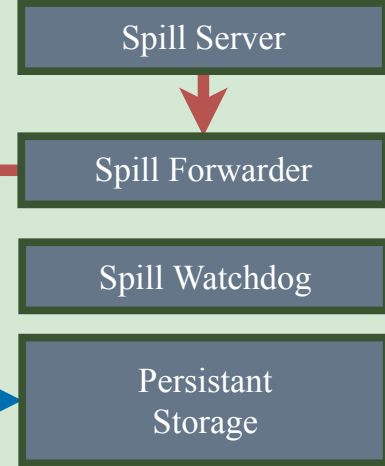 Spill Server
Spill Forwarder
Spill Watchdog
Persistant
Storage